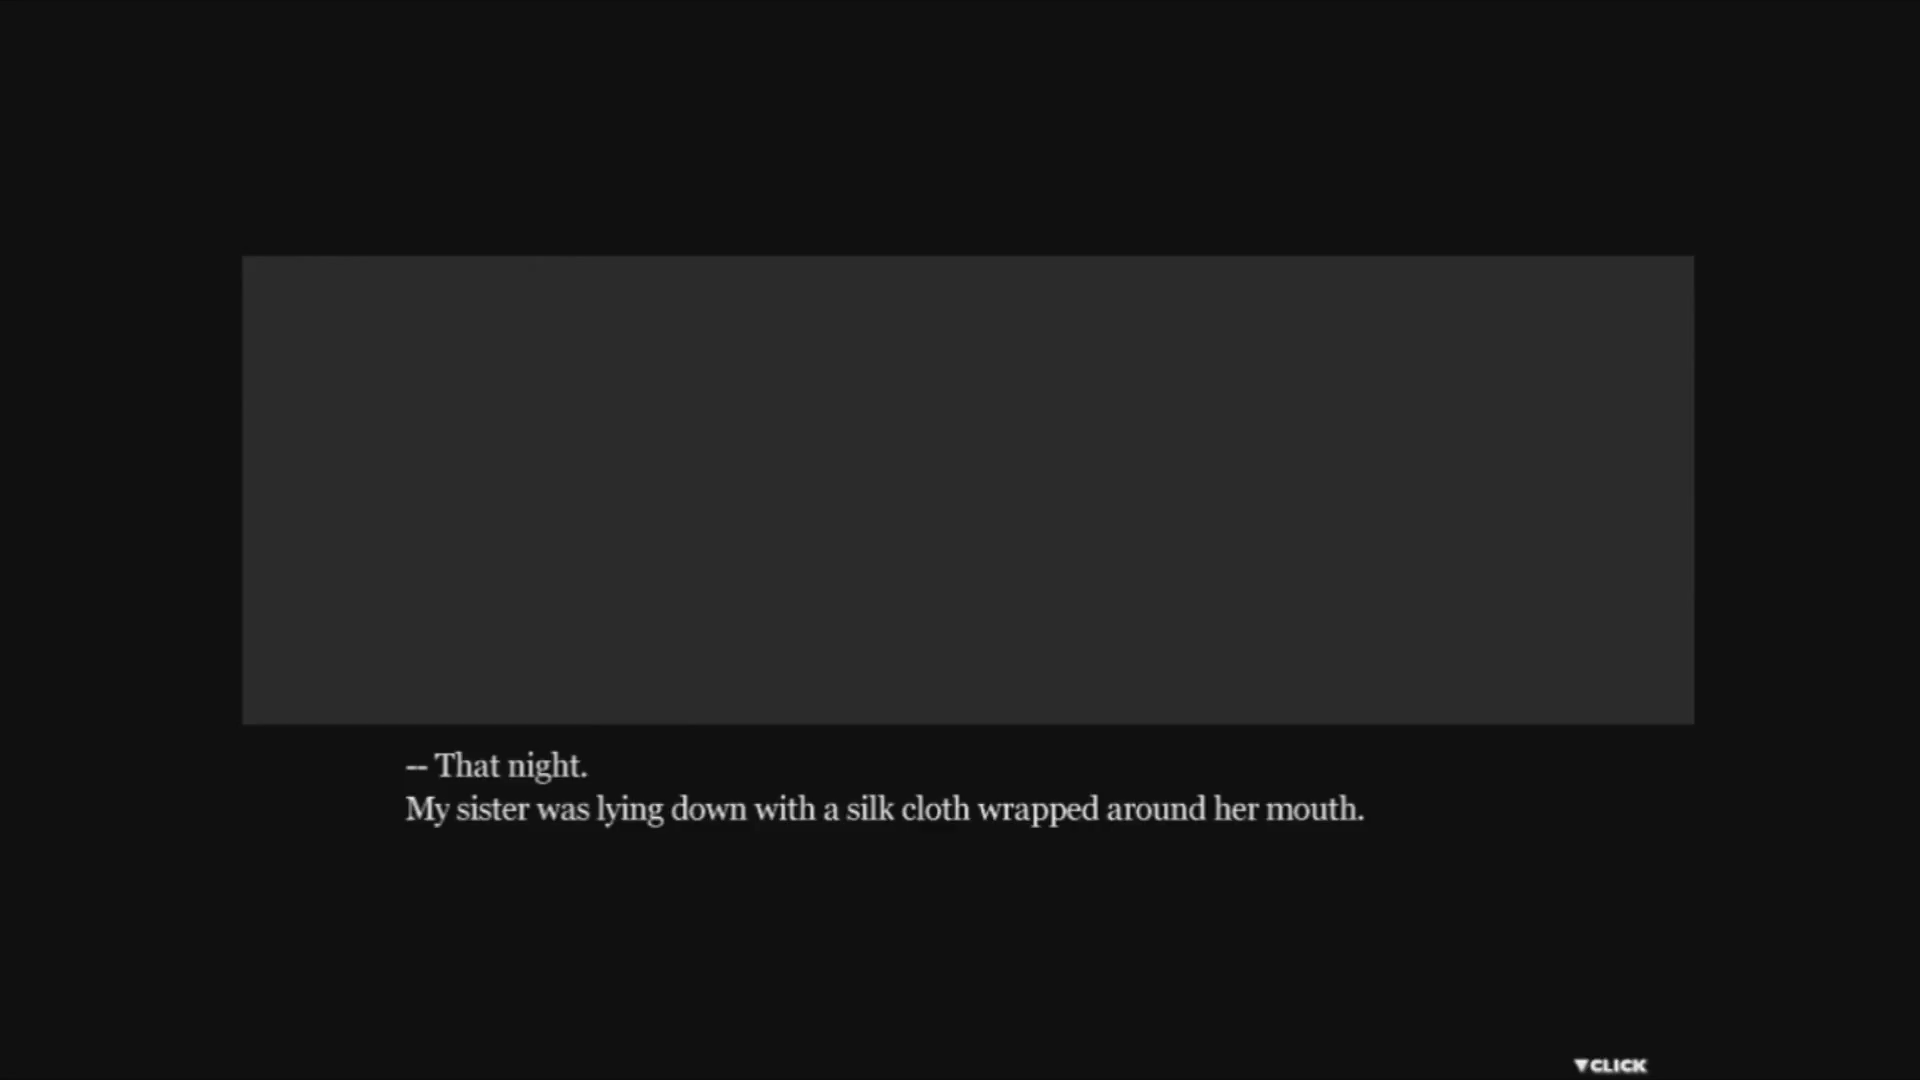 -- That night.
My sister was lying down with a silk cloth wrapped around her mouth.
▼CLICK